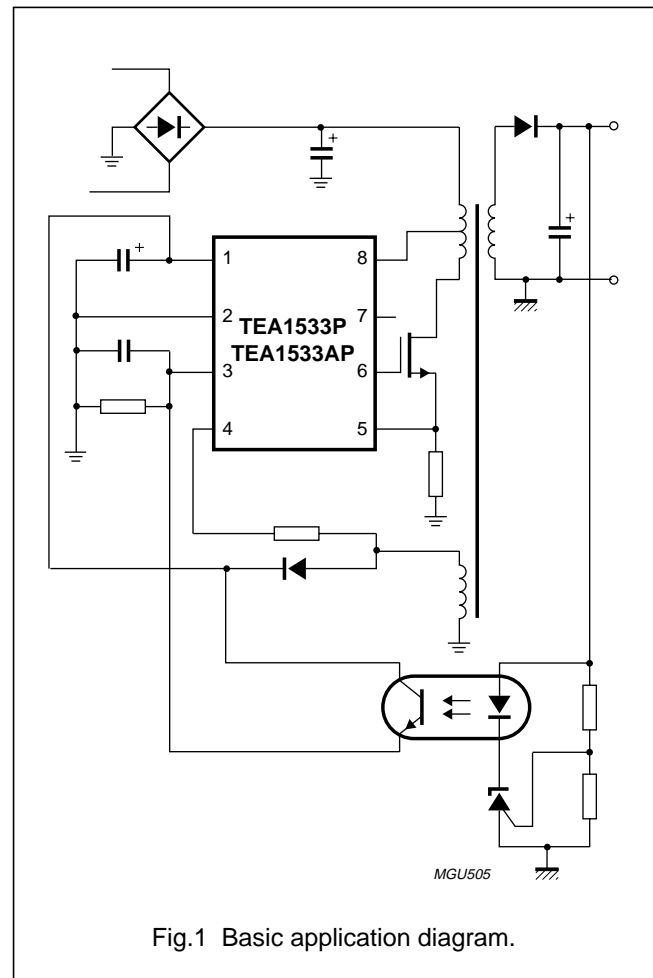 +
+
+
1 8
TEA1533P
TEA1533AP
2 7
3 6
4 5
MGU505
Fig.1 Basic application diagram.